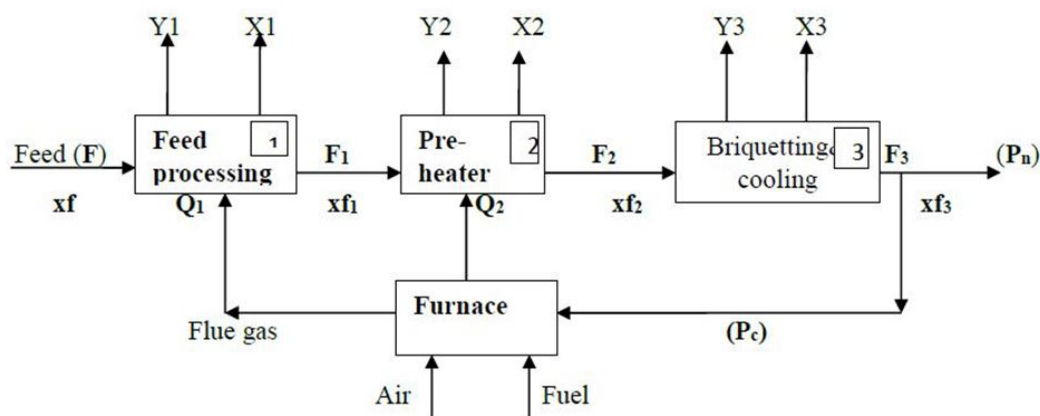 Y1 X1 Y2 X2 Y3 X3
Feed (F)
Feed
processing
1
F₁
Pre-
heater
2
F₂
Briquetting&
cooling
3
F₃
(Pₙ)
xf Q₁ xf₁ Q₂ xf₂ xf₃
Furnace
Flue gas
(P꜀)
Air Fuel